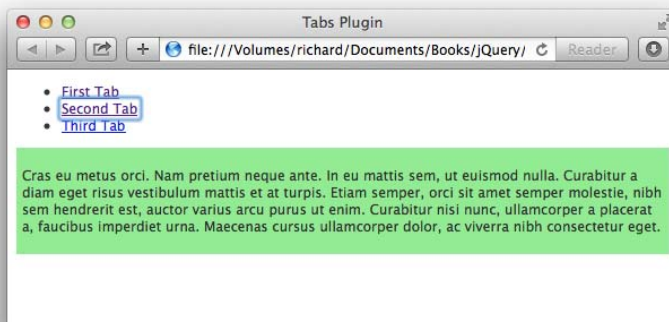 Tabs Plugin
file:///Volumes/richard/Documents/Books/jQuery/
Reader
First Tab
Second Tab
Third Tab
Cras eu metus orci. Nam pretium neque ante. In eu mattis sem, ut euismod nulla. Curabitur a
diam eget risus vestibulum mattis et at turpis. Etiam semper, orci sit amet semper molestie, nibh
sem hendrerit est, auctor varius arcu purus ut enim. Curabitur nisi nunc, ullamcorper a placerat
a, faucibus imperdiet urna. Maecenas cursus ullamcorper dolor, ac viverra nibh consectetur eget.